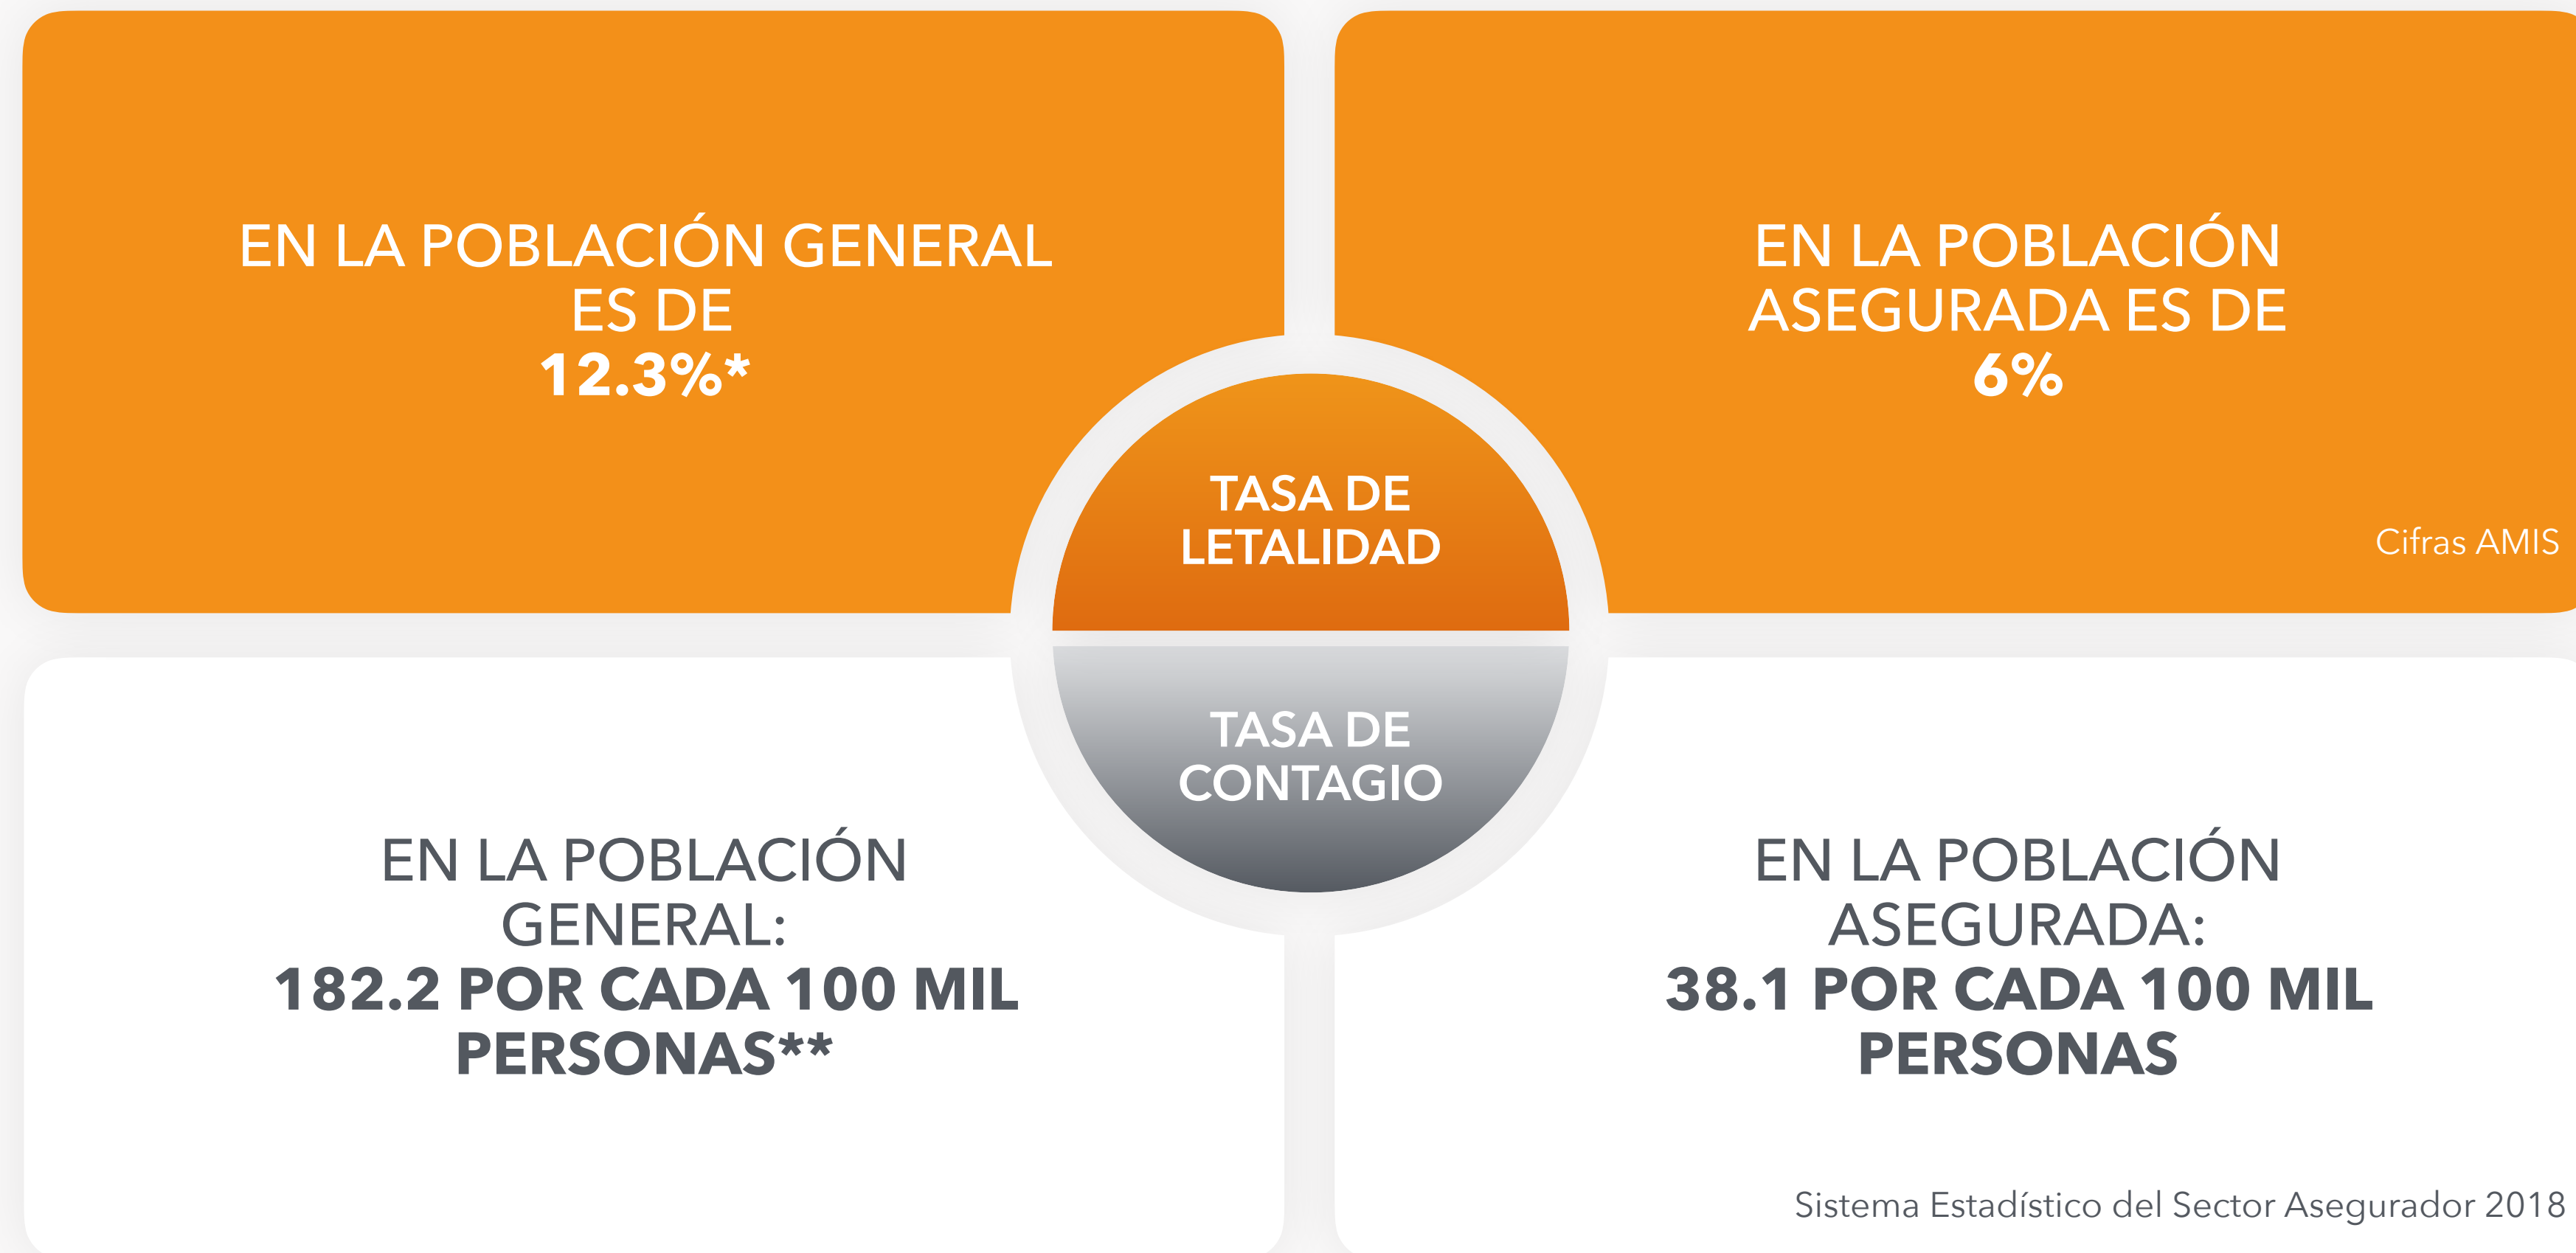 EN LA POBLACIÓN GENERAL
ES DE
12.3%*
EN LA POBLACIÓN
ASEGURADA ES DE
6%
Cifras AMIS
TASA DE
LETALIDAD
TASA DE
CONTAGIO
EN LA POBLACIÓN
GENERAL:
182.2 POR CADA 100 MIL
PERSONAS**
EN LA POBLACIÓN
ASEGURADA:
38.1 POR CADA 100 MIL
PERSONAS
Sistema Estadístico del Sector Asegurador 2018